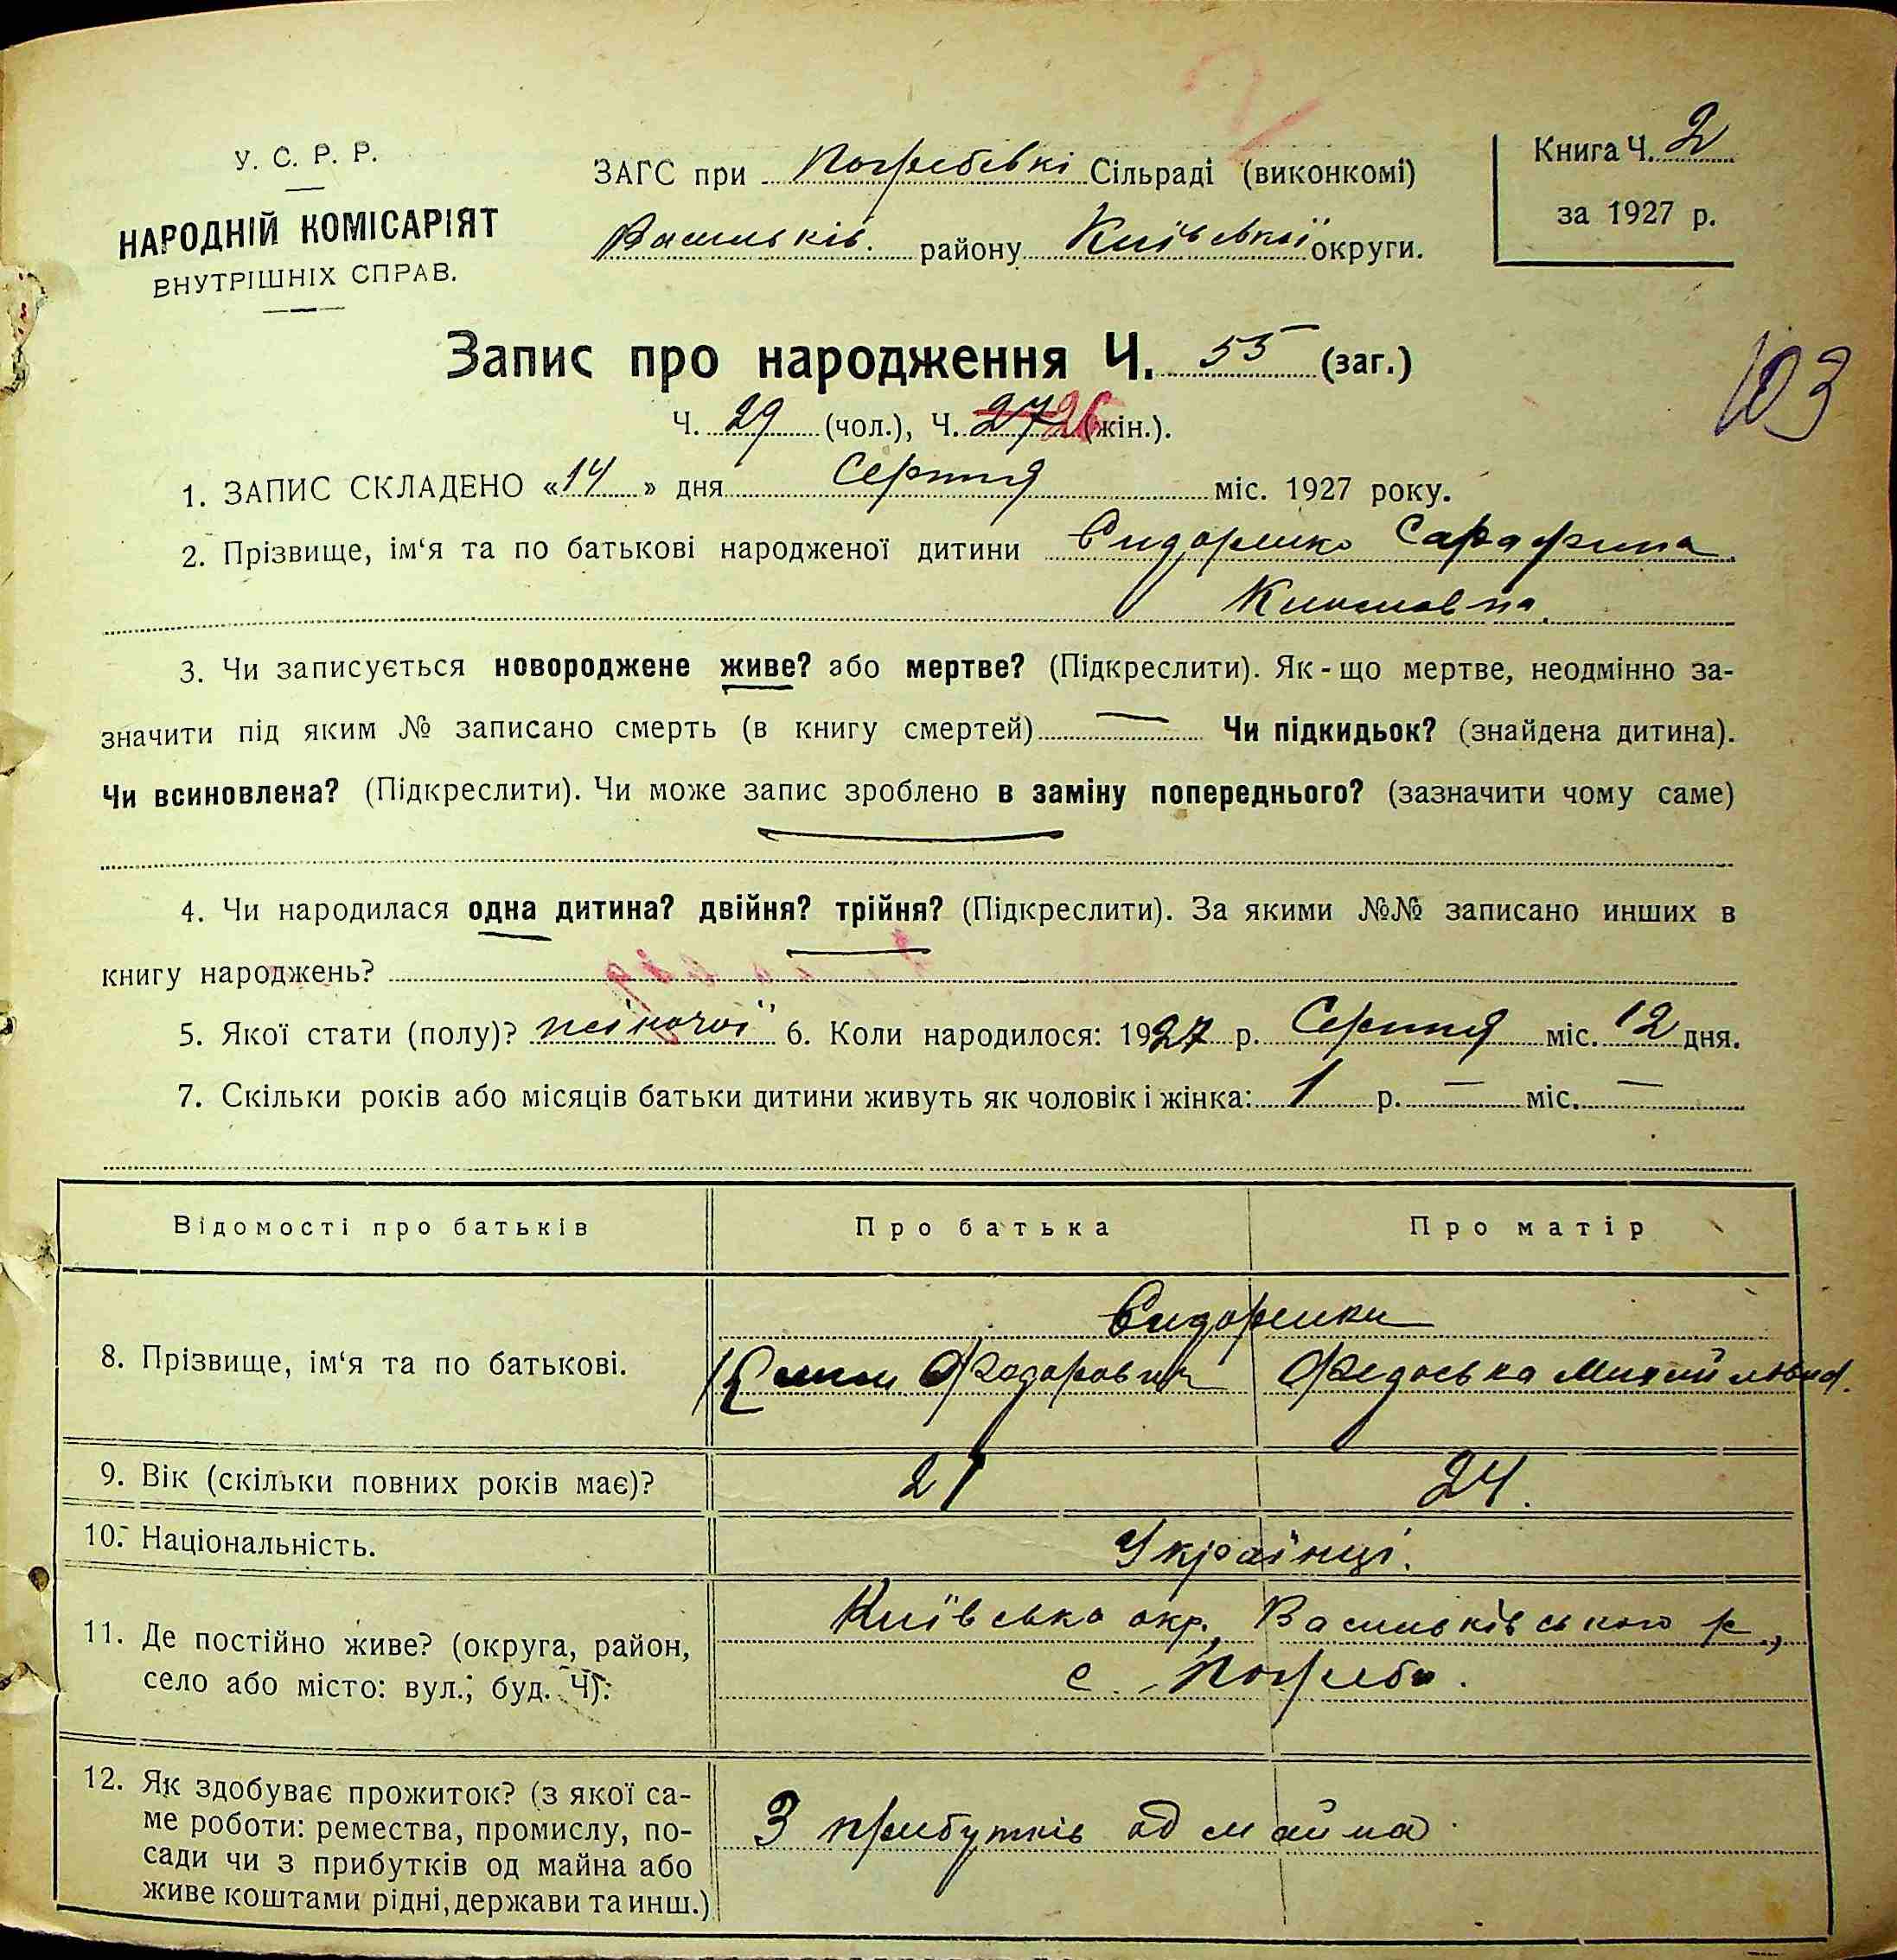 У. С. Р. Р.
НАРОДНІЙ КОМІСАРІЯТ
ВНУТРІШНІХ СПРАВ.
ЗАГС при Погребівкі Сільраді (виконкомі)
Васильків. району Київської округи.
Книга Ч. 2
за 1927 р.
Запис про народження Ч. 55 (заг.)
103
Ч. 29 (чол.), Ч. 27 26 (жін.).
1. ЗАПИС СКЛАДЕНО «14» дня Серпня міс. 1927 року.
2. Прізвище, ім‘я та по батькові народженої дитини Сидоренко
3. Чи записується новороджене живе? або мертве? (Підкреслити). Як-що мертве, неодмінно за-
значити під яким № записано смерть (в книгу смертей) — Чи підкидьок? (знайдена дитина).
Чи всиновлена? (Підкреслити). Чи може запис зроблено в заміну попереднього? (зазначити чому саме)
4. Чи народилася одна дитина? двійня? трійня? (Підкреслити). За якими №№ записано инших в
книгу народжень?
5. Якої стати (полу)? жіночої 6. Коли народилося: 1927 р. Серпня міс. 12 дня.
7. Скільки років або місяців батьки дитини живуть як чоловік і жінка: 1 р. — міс. —
Відомості про батьків Про батька Про матір
Сидоренки
8. Прізвище, ім‘я та по батькові. Федорович Федоська Михайловна.
9. Вік (скільки повних років має)? 21 24.
10. Національність. Українці.
11. Де постійно живе? (округа, район,
село або місто: вул.; буд. Ч).
Київська окр., Васильківського р.,
с. Погреби.
12. Як здобуває прожиток? (з якої са-
ме роботи: ремества, промислу, по-
сади чи з прибутків од майна або
живе коштами рідні, держави та инш.)
З прибутків од майна